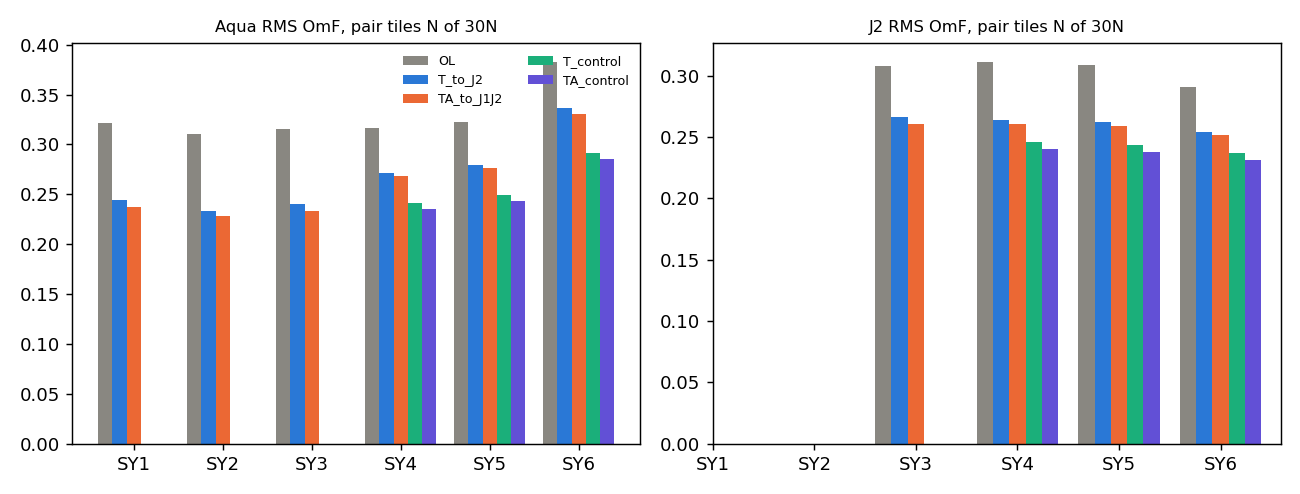 Aqua RMS OmF, pair tiles N of 30N
0.40
0.35
0.30
0.25
0.20
0.15
0.10
0.05
0.00
OL
T_to_J2
TA_to_J1J2
T_control
TA_control
SY1 SY2 SY3 SY4 SY5 SY6
J2 RMS OmF, pair tiles N of 30N
0.30
0.25
0.20
0.15
0.10
0.05
0.00
SY1 SY2 SY3 SY4 SY5 SY6